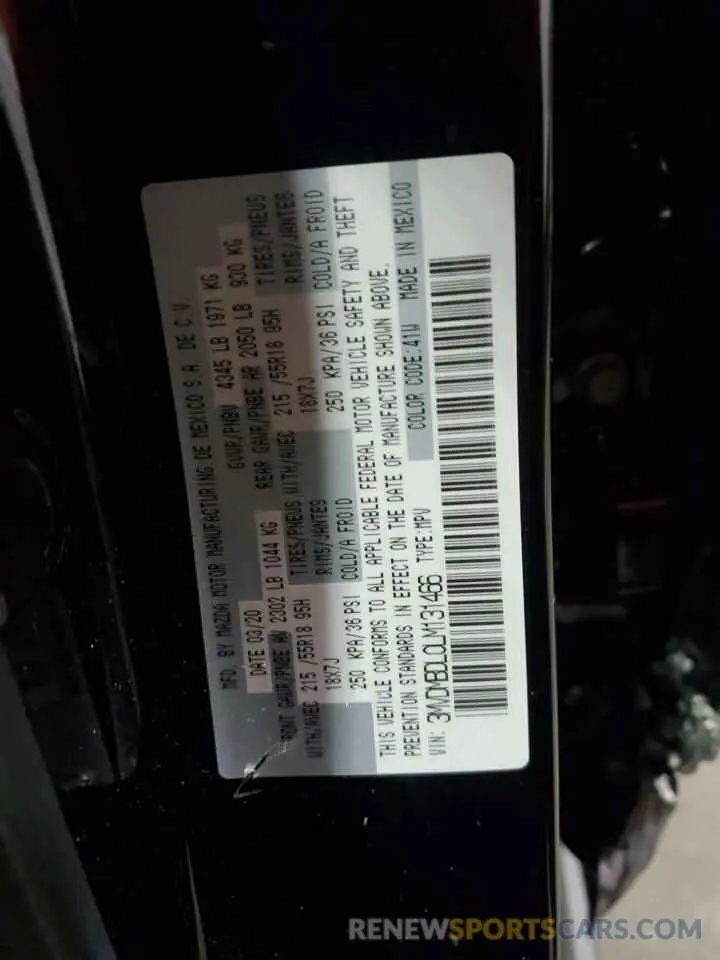 MFD. BY MAZDA MOTOR MANUFACTURING DE MEXICO S.A. DE C.V.
DATE 03/20 GVWR/PNBV 4345 LB 1971 KG
FRONT GAWR/PNBE AV 2302 LB 1044 KG REAR GAWR/PNBE AR 2050 LB 930 KG
WITH/AVEC 215 /55R18 95H TIRES/PNEUS WITH/AVEC 215 /55R18 95H TIRES/PNEUS
18X7J RIMS/JANTES 18X7J RIMS/JANTES
250 KPA/36 PSI COLD/A FROID 250 KPA/36 PSI COLD/A FROID
THIS VEHICLE CONFORMS TO ALL APPLICABLE FEDERAL MOTOR VEHICLE SAFETY AND THEFT
PREVENTION STANDARDS IN EFFECT ON THE DATE OF MANUFACTURE SHOWN ABOVE.
VIN: 3MVDMBDL0LM131466 TYPE:MPV COLOR CODE:41W MADE IN MEXICO
RENEWSPORTSCARS.COM